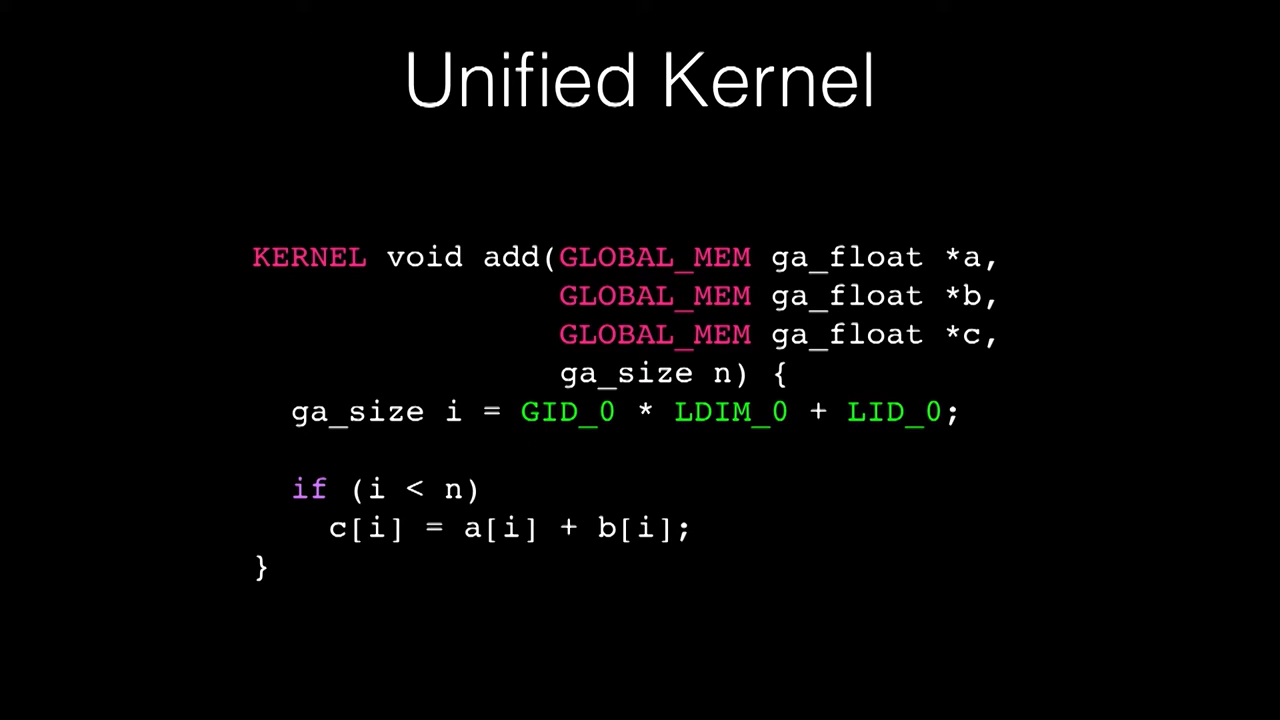 Unified Kernel
KERNEL void add(GLOBAL_MEM ga_float *a,
GLOBAL_MEM ga_float *b,
GLOBAL_MEM ga_float *c,
ga_size n) {
ga_size i = GID_0 * LDIM_0 + LID_0;
if (i < n)
c[i] = a[i] + b[i];
}